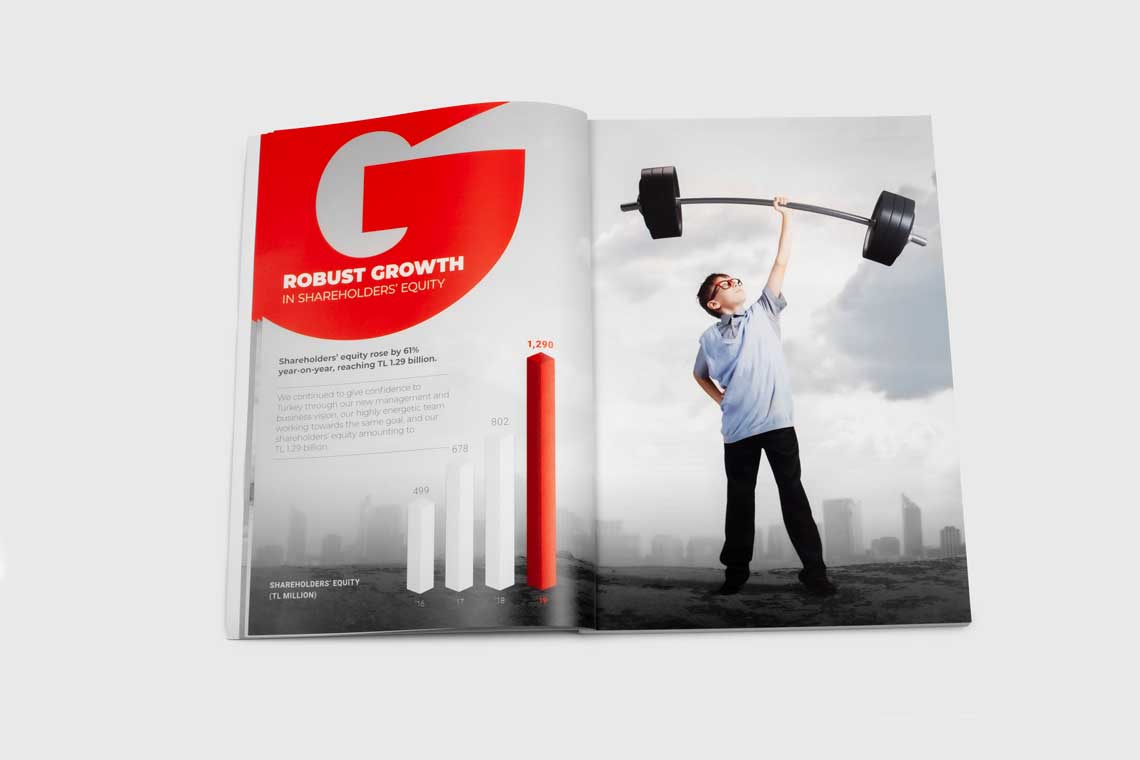 G
ROBUST GROWTH
IN SHAREHOLDERS' EQUITY
Shareholders' equity rose by 61%
year-on-year, reaching TL 1.29 billion.
We continued to give confidence to
Turkey through our new management and
business vision, our highly energetic team
working towards the same goal, and our
shareholders' equity amounting to
TL 1.29 billion.
1,290
802
678
499
SHAREHOLDERS' EQUITY
(TL MILLION)
'16 '17 '18 '19